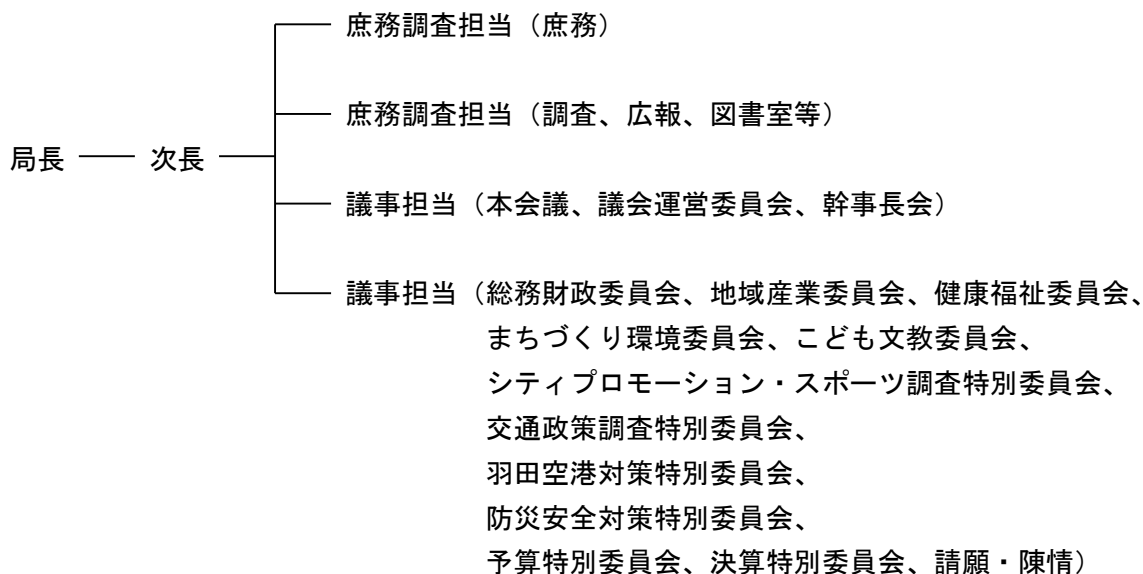 庶務調査担当（庶務）
庶務調査担当（調査、広報、図書室等）
局長 次長
議事担当（本会議、議会運営委員会、幹事長会）
議事担当（総務財政委員会、地域産業委員会、健康福祉委員会、
まちづくり環境委員会、こども文教委員会、
シティプロモーション・スポーツ調査特別委員会、
交通政策調査特別委員会、
羽田空港対策特別委員会、
防災安全対策特別委員会、
予算特別委員会、決算特別委員会、請願・陳情）